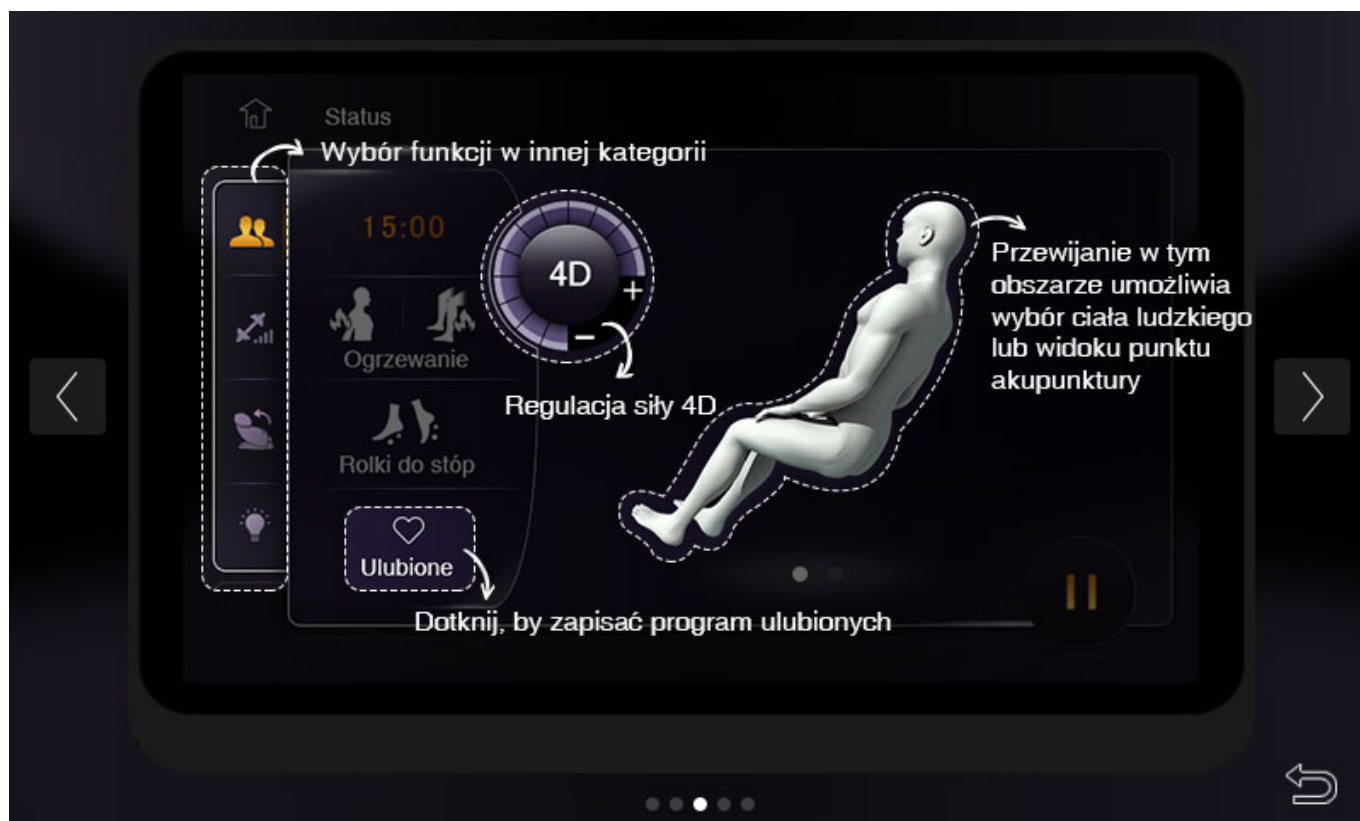 Status
Wybór funkcji w innej kategorii
15:00
4D
+
−
Przewijanie w tym
obszarze umożliwia
wybór ciała ludzkiego
lub widoku punktu
akupunktury
Ogrzewanie
Regulacja siły 4D
Rolki do stóp
Ulubione
Dotknij, by zapisać program ulubionych